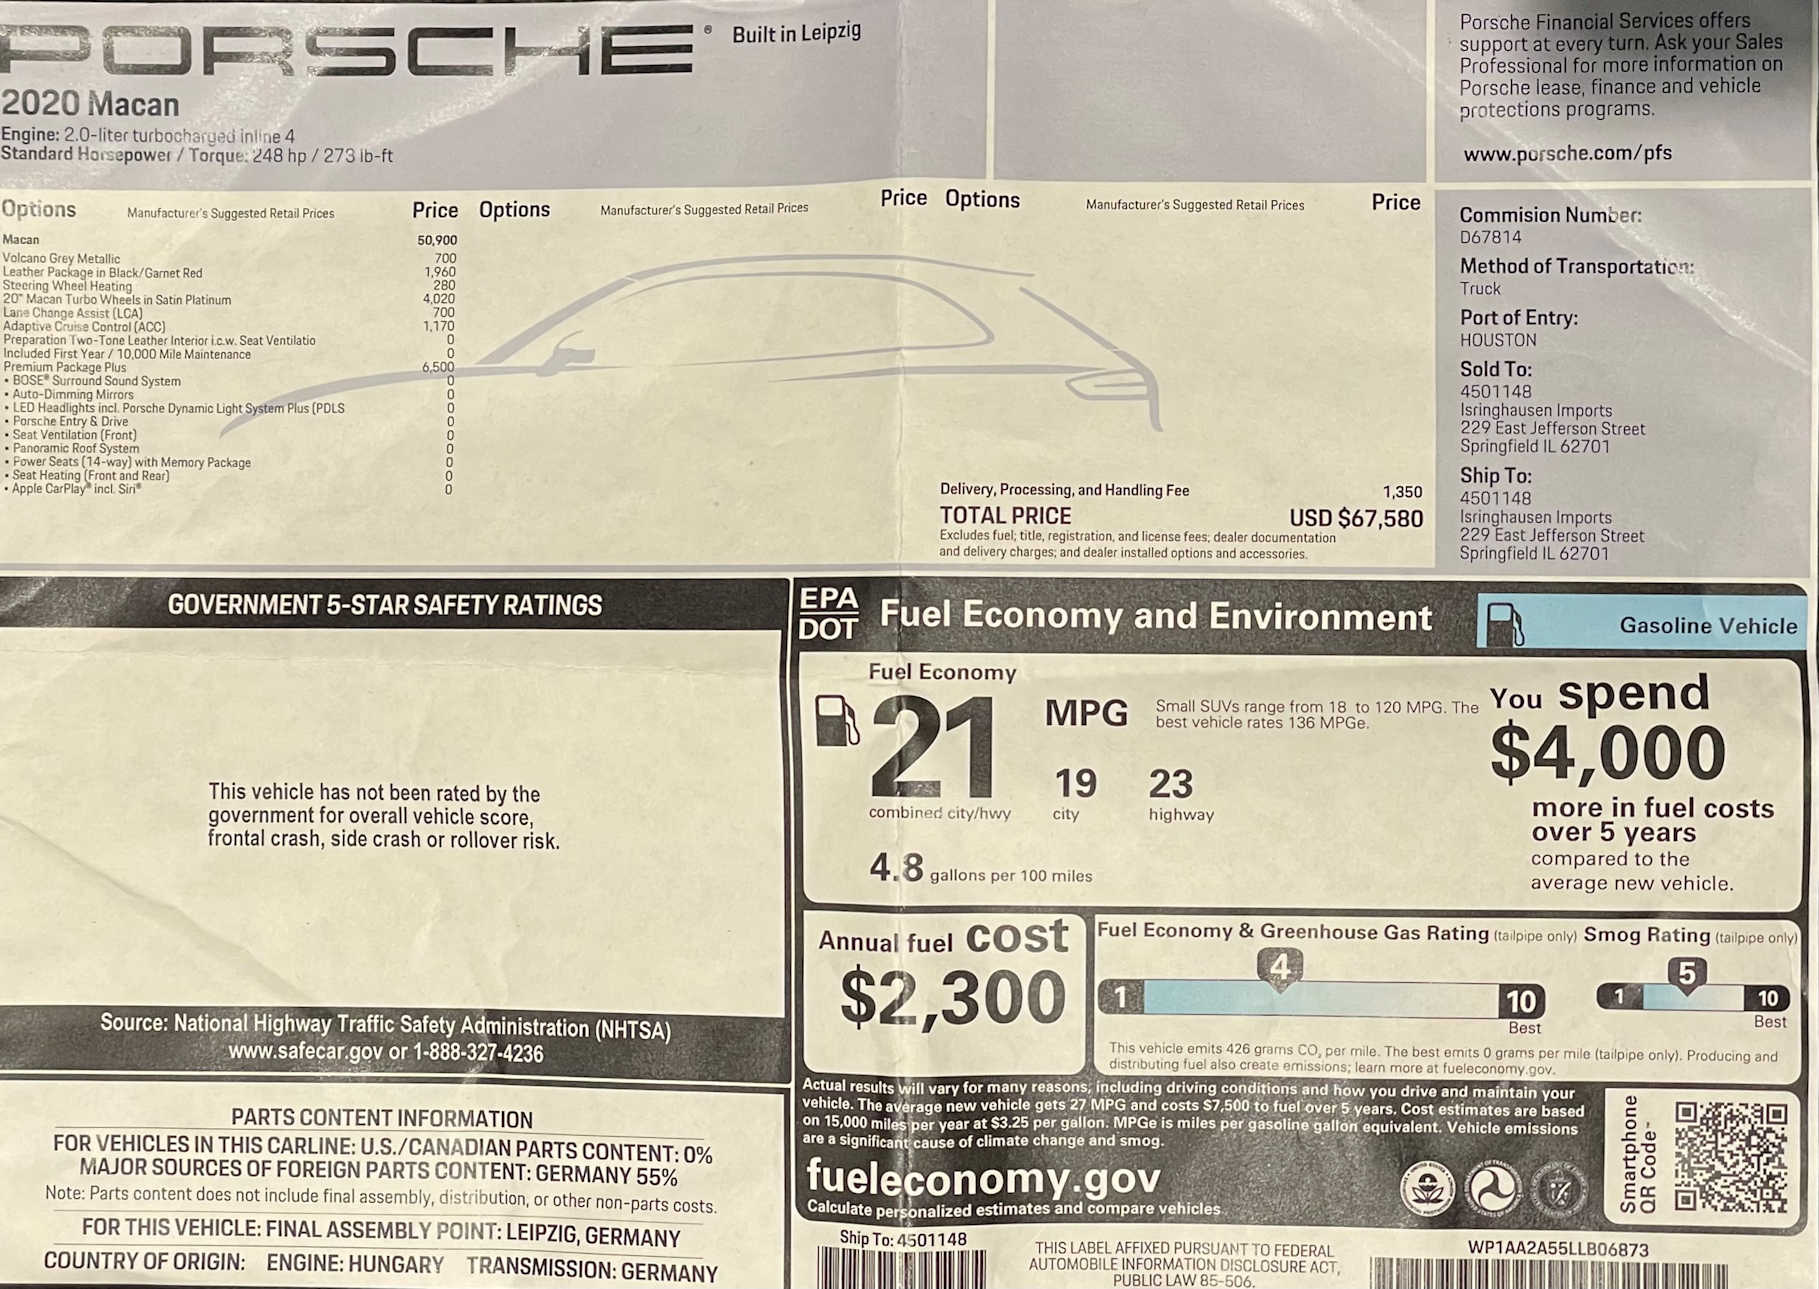 PORSCHE® Built in Leipzig
2020 Macan
Engine: 2.0-liter turbocharged inline 4
Standard Horsepower / Torque: 248 hp / 273 lb-ft
Porsche Financial Services offers
support at every turn. Ask your Sales
Professional for more information on
Porsche lease, finance and vehicle
protections programs.
www.porsche.com/pfs
Options Manufacturer's Suggested Retail Prices Price Options Manufacturer's Suggested Retail Prices Price Options Manufacturer's Suggested Retail Prices Price
Macan 50,900
Volcano Grey Metallic 700
Leather Package in Black/Garnet Red 1,960
Steering Wheel Heating 280
20" Macan Turbo Wheels in Satin Platinum 4,020
Lane Change Assist (LCA) 700
Adaptive Cruise Control (ACC) 1,170
Preparation Two-Tone Leather Interior i.c.w. Seat Ventilatio 0
Included First Year / 10,000 Mile Maintenance 0
Premium Package Plus 6,500
• BOSE® Surround Sound System 0
• Auto-Dimming Mirrors 0
• LED Headlights incl. Porsche Dynamic Light System Plus (PDLS 0
• Porsche Entry & Drive 0
• Seat Ventilation (Front) 0
• Panoramic Roof System 0
• Power Seats (14-way) with Memory Package 0
• Seat Heating (Front and Rear) 0
• Apple CarPlay® incl. Siri® 0
Delivery, Processing, and Handling Fee 1,350
TOTAL PRICE USD $67,580
Excludes fuel; title, registration, and license fees; dealer documentation
and delivery charges; and dealer installed options and accessories.
Commision Number:
D67814
Method of Transportation:
Truck
Port of Entry:
HOUSTON
Sold To:
4501148
Isringhausen Imports
229 East Jefferson Street
Springfield IL 62701
Ship To:
4501148
Isringhausen Imports
229 East Jefferson Street
Springfield IL 62701
GOVERNMENT 5-STAR SAFETY RATINGS
This vehicle has not been rated by the
government for overall vehicle score,
frontal crash, side crash or rollover risk.
Source: National Highway Traffic Safety Administration (NHTSA)
www.safecar.gov or 1-888-327-4236
PARTS CONTENT INFORMATION
FOR VEHICLES IN THIS CARLINE: U.S./CANADIAN PARTS CONTENT: 0%
MAJOR SOURCES OF FOREIGN PARTS CONTENT: GERMANY 55%
Note: Parts content does not include final assembly, distribution, or other non-parts costs.
FOR THIS VEHICLE: FINAL ASSEMBLY POINT: LEIPZIG, GERMANY
COUNTRY OF ORIGIN: ENGINE: HUNGARY TRANSMISSION: GERMANY
EPA
DOT
Fuel Economy and Environment
Gasoline Vehicle
Fuel Economy
21 MPG
combined city/hwy
19
city
23
highway
4.8 gallons per 100 miles
Small SUVs range from 18 to 120 MPG. The
best vehicle rates 136 MPGe.
You spend
$4,000
more in fuel costs
over 5 years
compared to the
average new vehicle.
Annual fuel cost
$2,300
Fuel Economy & Greenhouse Gas Rating (tailpipe only)
4
1 10
Best
Smog Rating (tailpipe only)
5
1 10
Best
This vehicle emits 426 grams CO2 per mile. The best emits 0 grams per mile (tailpipe only). Producing and
distributing fuel also create emissions; learn more at fueleconomy.gov.
Actual results will vary for many reasons, including driving conditions and how you drive and maintain your
vehicle. The average new vehicle gets 27 MPG and costs $7,500 to fuel over 5 years. Cost estimates are based
on 15,000 miles per year at $3.25 per gallon. MPGe is miles per gasoline gallon equivalent. Vehicle emissions
are a significant cause of climate change and smog.
fueleconomy.gov
Calculate personalized estimates and compare vehicles
Smartphone
QR Code™
Ship To: 4501148
THIS LABEL AFFIXED PURSUANT TO FEDERAL
AUTOMOBILE INFORMATION DISCLOSURE ACT,
PUBLIC LAW 85-506.
WP1AA2A55LLB06873